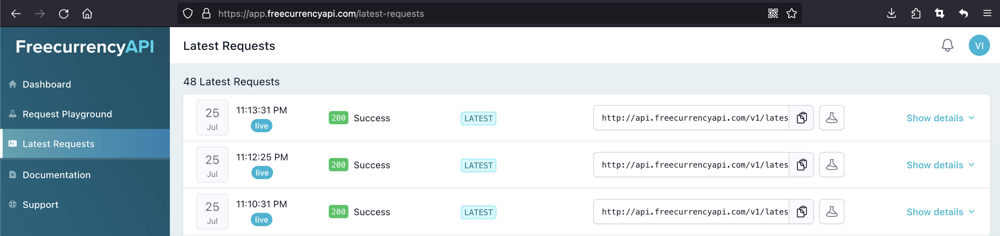 https://app.freecurrencyapi.com/latest-requests
FreecurrencyAPI
Dashboard
Request Playground
Latest Requests
Documentation
Support
Latest Requests
VI
48 Latest Requests
25 Jul
11:13:31 PM
live
200 Success
LATEST
http://api.freecurrencyapi.com/v1/lates
Show details
25 Jul
11:12:25 PM
live
200 Success
LATEST
http://api.freecurrencyapi.com/v1/lates
Show details
25 Jul
11:10:31 PM
live
200 Success
LATEST
http://api.freecurrencyapi.com/v1/lates
Show details